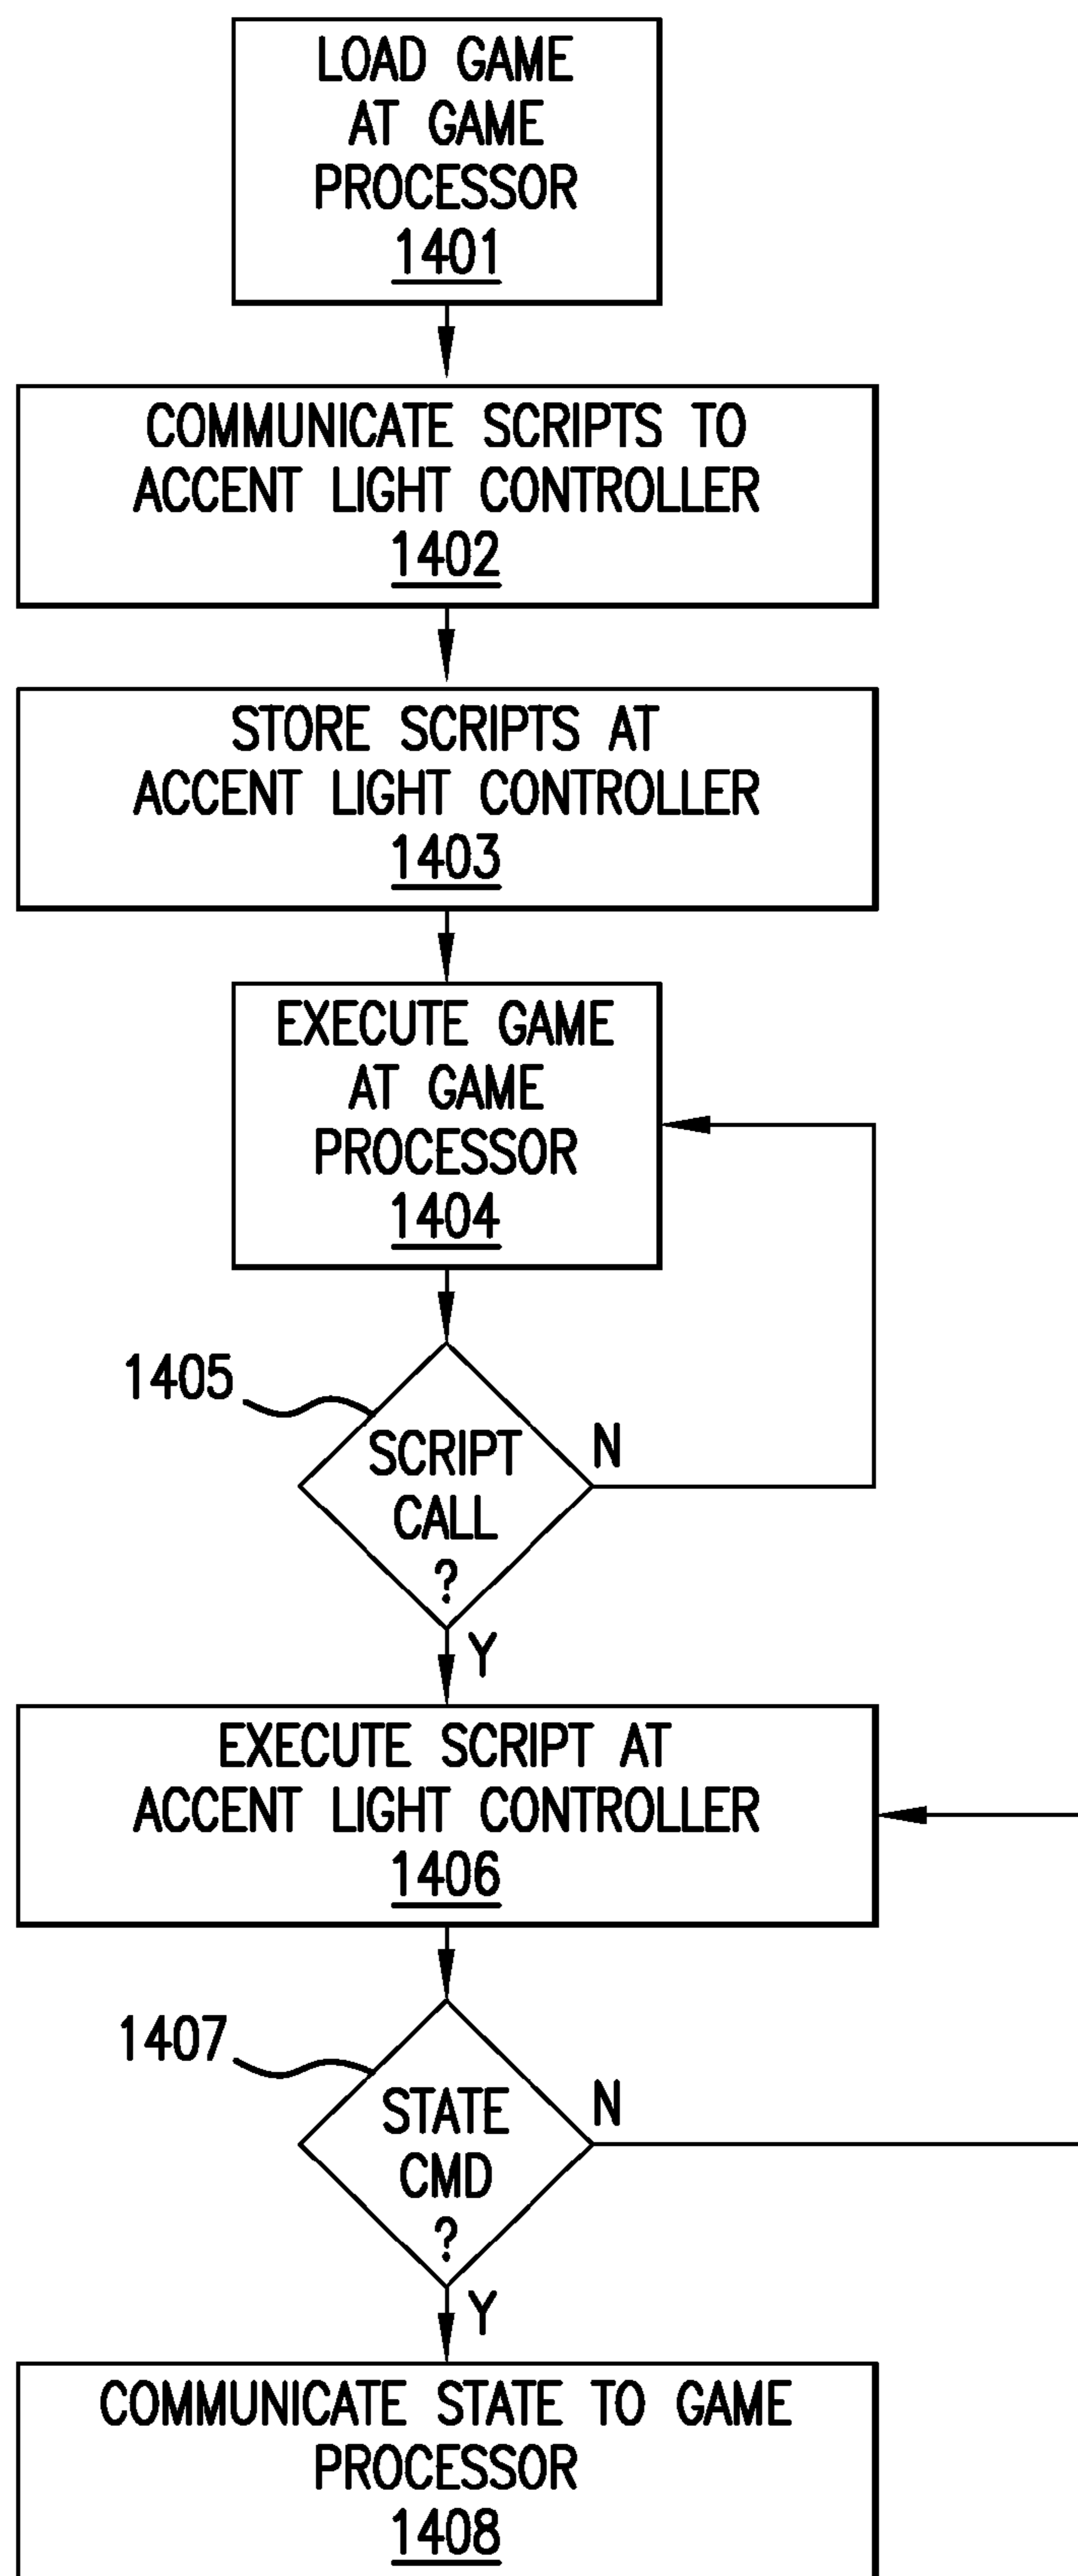 LOAD GAME
AT GAME
PROCESSOR
1401
COMMUNICATE SCRIPTS TO
ACCENT LIGHT CONTROLLER
1402
STORE SCRIPTS AT
ACCENT LIGHT CONTROLLER
1403
EXECUTE GAME
AT GAME
PROCESSOR
1404
1405
SCRIPT
CALL
?
N
Y
EXECUTE SCRIPT AT
ACCENT LIGHT CONTROLLER
1406
1407
STATE
CMD
?
N
Y
COMMUNICATE STATE TO GAME
PROCESSOR
1408